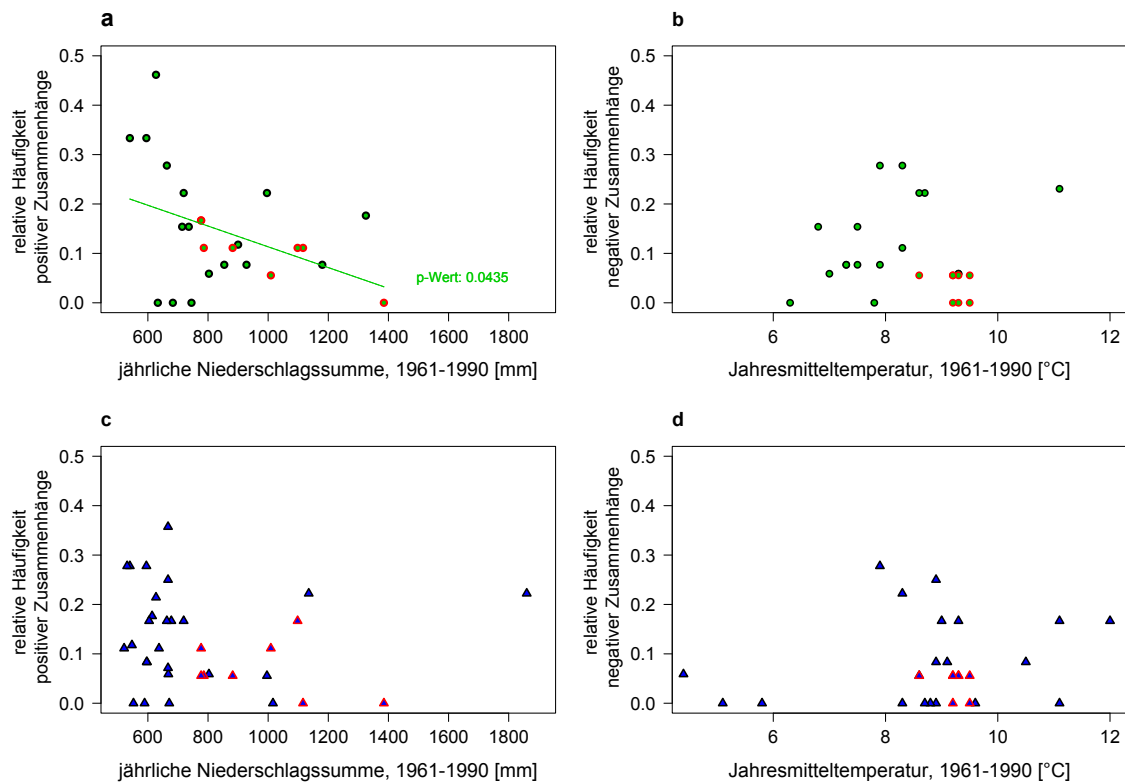 a
0.5
0.4
0.3
0.2
0.1
0.0
relative Häufigkeit
positiver Zusammenhänge
p-Wert: 0.0435
600 800 1000 1200 1400 1600 1800
jährliche Niederschlagssumme, 1961-1990 [mm]
b
0.5
0.4
0.3
0.2
0.1
0.0
relative Häufigkeit
negativer Zusammenhänge
6 8 10 12
Jahresmitteltemperatur, 1961-1990 [°C]
c
0.5
0.4
0.3
0.2
0.1
0.0
relative Häufigkeit
positiver Zusammenhänge
600 800 1000 1200 1400 1600 1800
jährliche Niederschlagssumme, 1961-1990 [mm]
d
0.5
0.4
0.3
0.2
0.1
0.0
relative Häufigkeit
negativer Zusammenhänge
6 8 10 12
Jahresmitteltemperatur, 1961-1990 [°C]